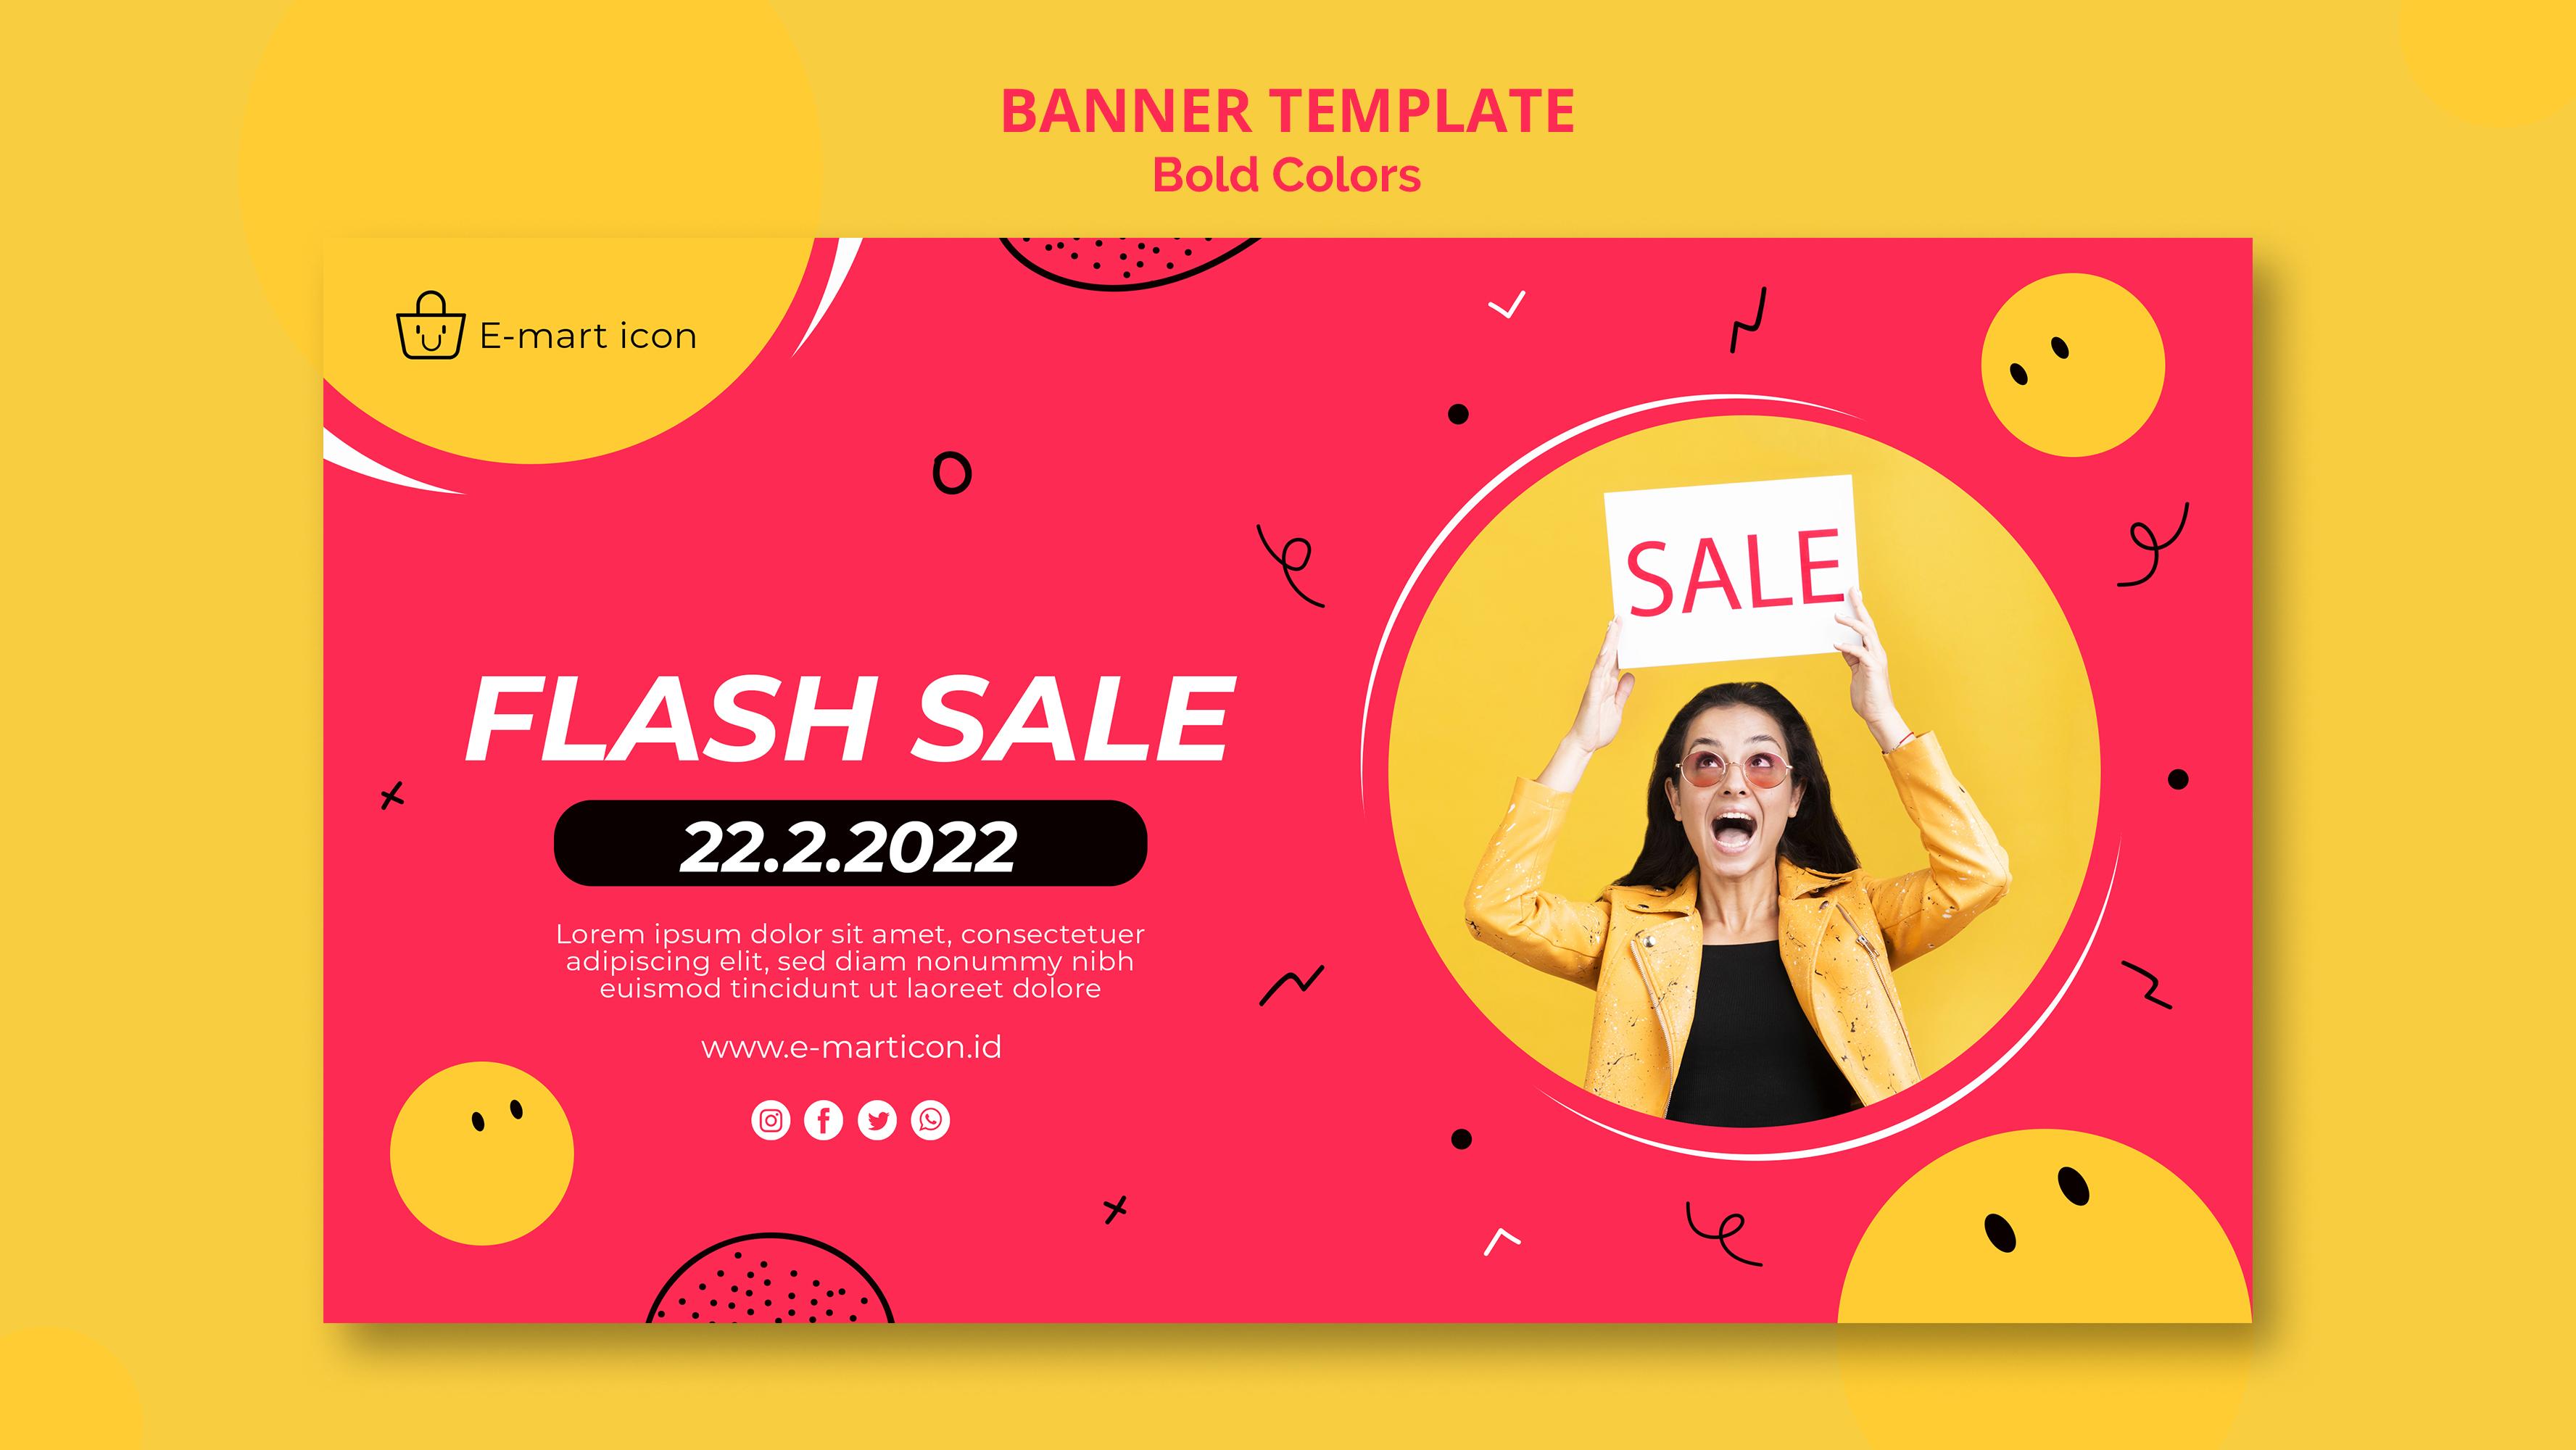 BANNER TEMPLATE
Bold Colors
E-mart icon
SALE
FLASH SALE
22.2.2022
Lorem ipsum dolor sit amet, consectetuer
adipiscing elit, sed diam nonummy nibh
euismod tincidunt ut laoreet dolore
www.e-marticon.id